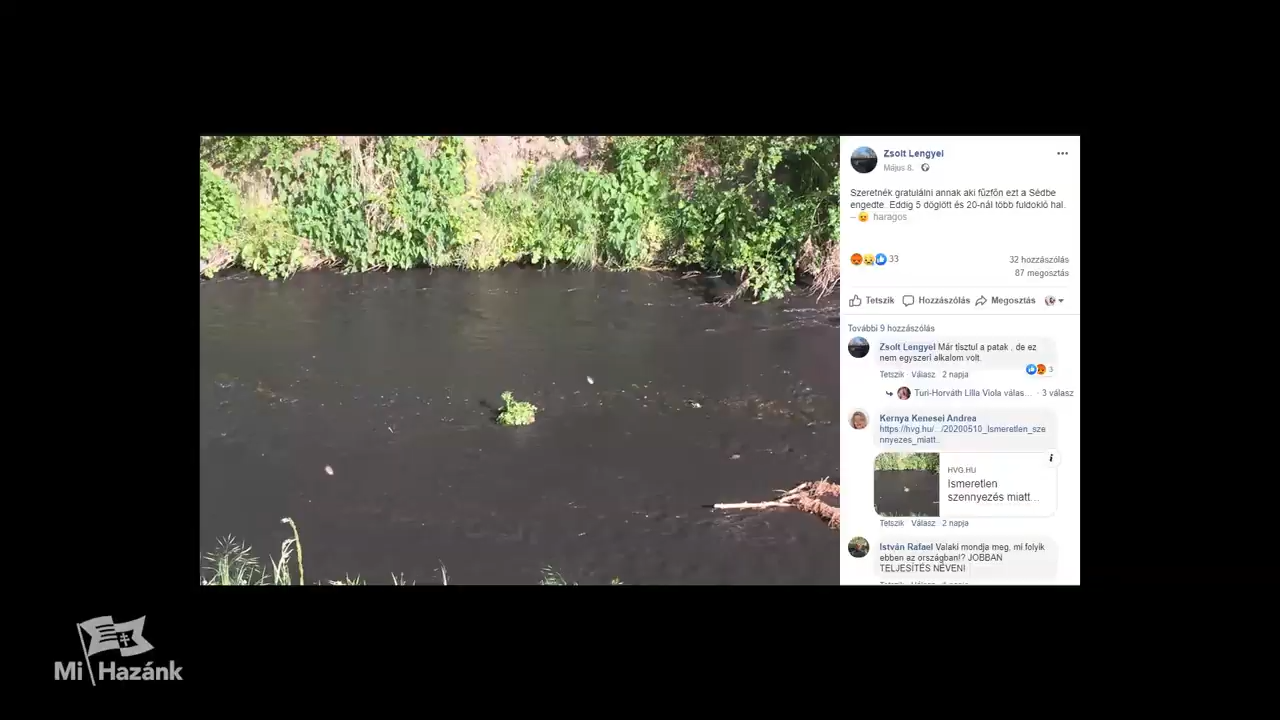 Zsolt Lengyel
Május 8.
Szeretnék gratulálni annak aki fűzfőn ezt a Sédbe
engedte. Eddig 5 döglött és 20-nál több fuldokló hal.
– haragos
33
32 hozzászólás
87 megosztás
Tetszik Hozzászólás Megosztás
További 9 hozzászólás
Zsolt Lengyel Már tisztul a patak , de ez
nem egyszeri alkalom volt.
3
Tetszik · Válasz · 2 napja
Turi-Horváth Lilla Viola válas... · 3 válasz
Kernya Kenesei Andrea
https://hvg.hu/.../20200510_Ismeretlen_sze
nnyezes_miatt..
HVG.HU
Ismeretlen
szennyezés miatt...
Tetszik · Válasz · 2 napja
István Rafael Valaki mondja meg, mi folyik
ebben az országban!? JOBBAN
TELJESÍTÉS NEVEN!
Mi Hazánk